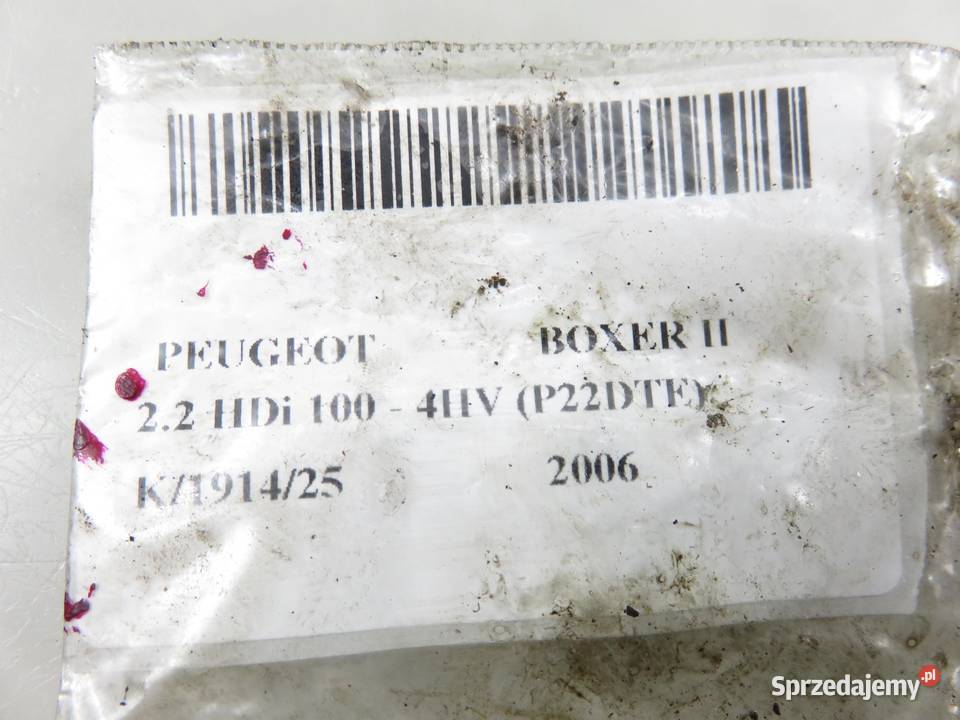 PEUGEOT BOXER II
2.2 HDi 100 - 4HV (P22DTE)
K/1914/25 2006
Sprzedajemy.pl